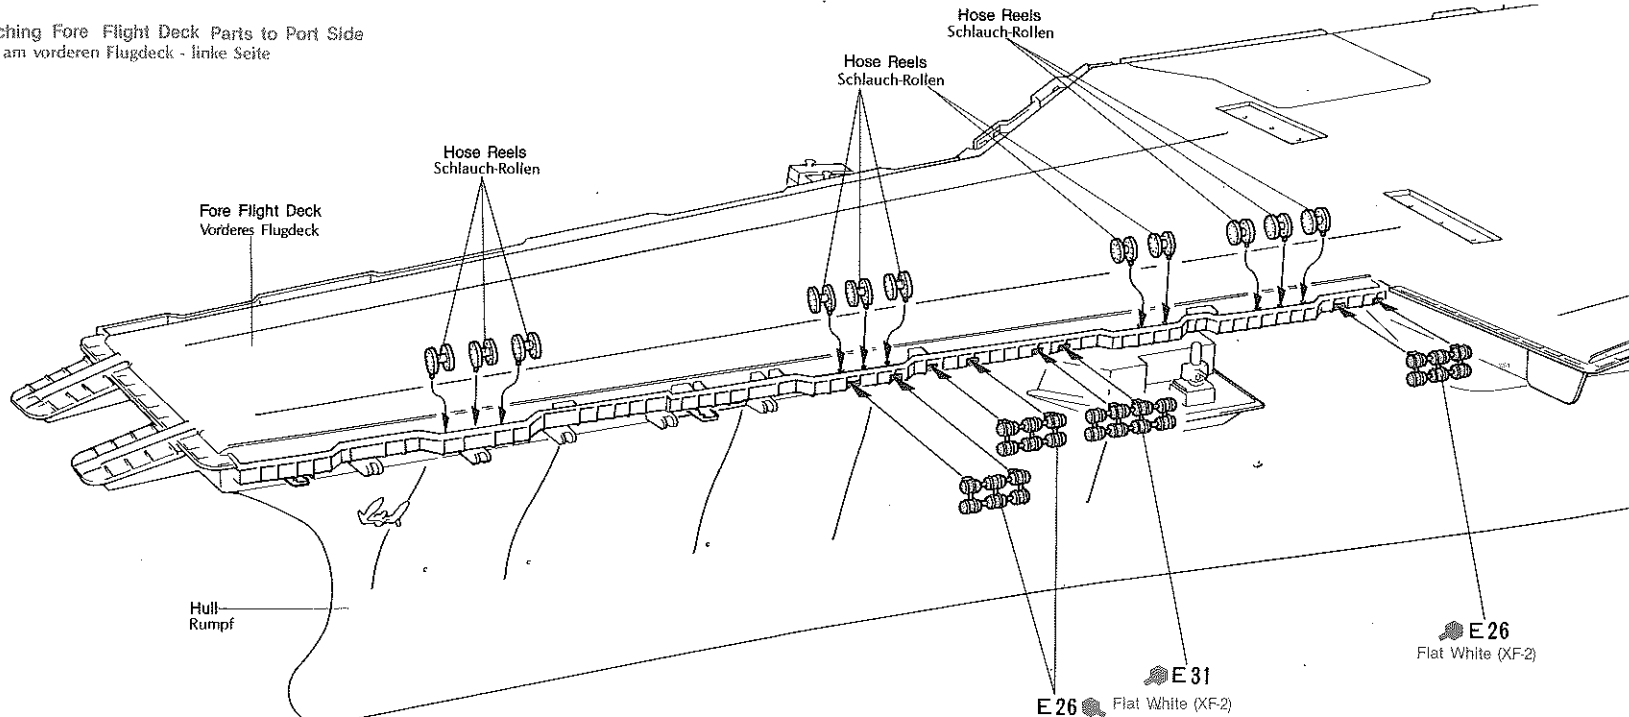 ching Fore Flight Deck Parts to Port Side
am vorderen Flugdeck - linke Seite
Hose Reels
Schlauch-Rollen
Hose Reels
Schlauch-Rollen
Hose Reels
Schlauch-Rollen
Fore Flight Deck
Vorderes Flugdeck
Hull
Rumpf
E 26
Flat White (XF-2)
E 31
E 26
Flat White (XF-2)